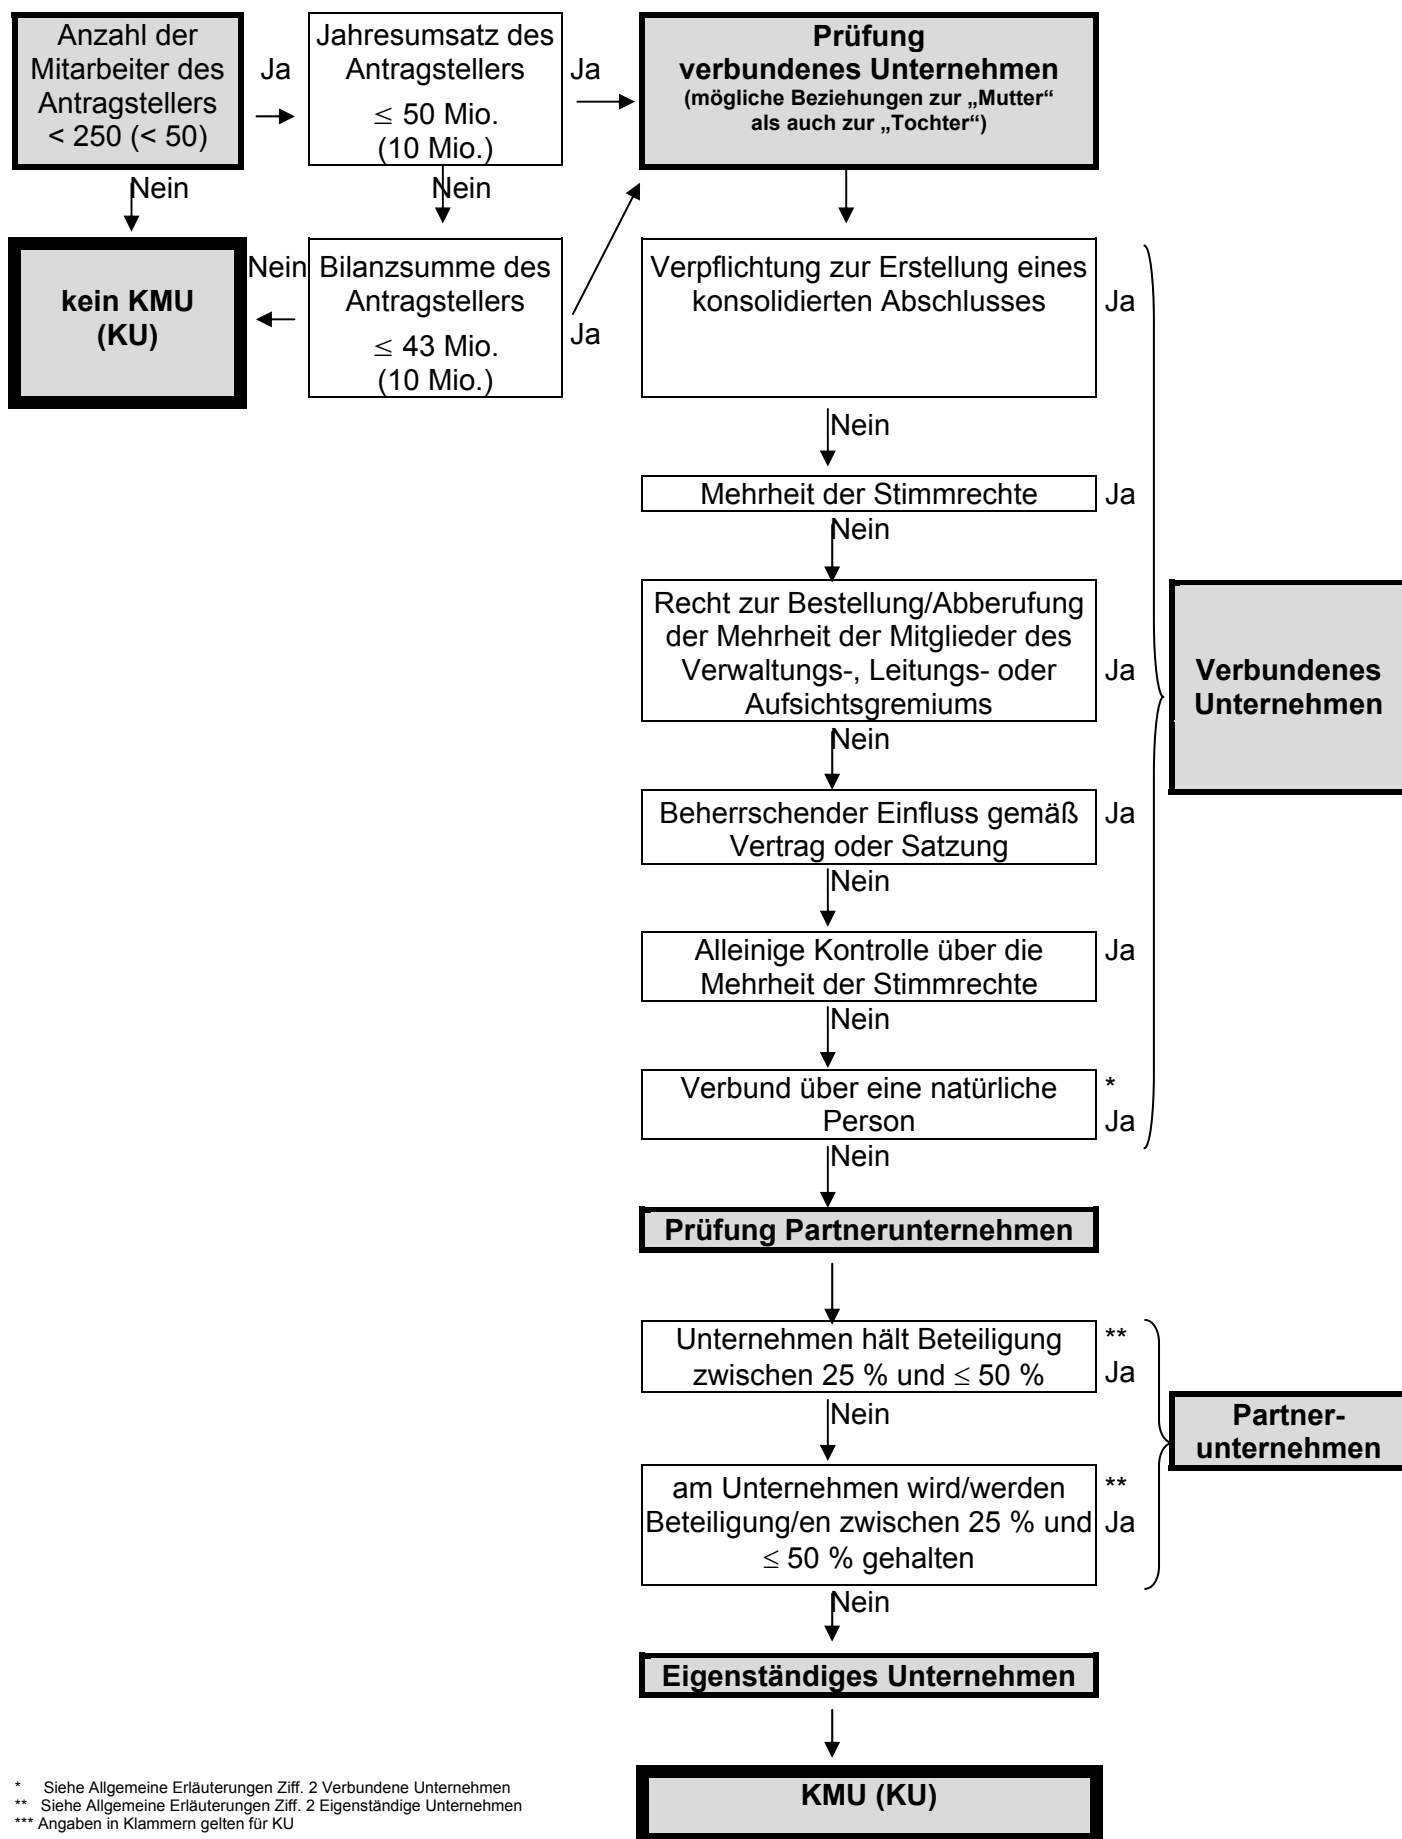 Anzahl der
Mitarbeiter des
Antragstellers
< 250 (< 50)
Ja
Jahresumsatz des
Antragstellers
≤ 50 Mio.
(10 Mio.)
Ja
Prüfung
verbundenes Unternehmen
(mögliche Beziehungen zur „Mutter“
als auch zur „Tochter“)
Nein
Nein
kein KMU
(KU)
Nein
Bilanzsumme des
Antragstellers
≤ 43 Mio.
(10 Mio.)
Ja
Verpflichtung zur Erstellung eines
konsolidierten Abschlusses
Ja
Nein
Mehrheit der Stimmrechte
Ja
Nein
Recht zur Bestellung/Abberufung
der Mehrheit der Mitglieder des
Verwaltungs-, Leitungs- oder
Aufsichtsgremiums
Ja
Verbundenes
Unternehmen
Nein
Beherrschender Einfluss gemäß
Vertrag oder Satzung
Ja
Nein
Alleinige Kontrolle über die
Mehrheit der Stimmrechte
Ja
Nein
Verbund über eine natürliche
Person
*
Ja
Nein
Prüfung Partnerunternehmen
Unternehmen hält Beteiligung
zwischen 25 % und ≤ 50 %
**
Ja
Nein
Partner-
unternehmen
am Unternehmen wird/werden
Beteiligung/en zwischen 25 % und
≤ 50 % gehalten
**
Ja
Nein
Eigenständiges Unternehmen
KMU (KU)
* Siehe Allgemeine Erläuterungen Ziff. 2 Verbundene Unternehmen
** Siehe Allgemeine Erläuterungen Ziff. 2 Eigenständige Unternehmen
*** Angaben in Klammern gelten für KU